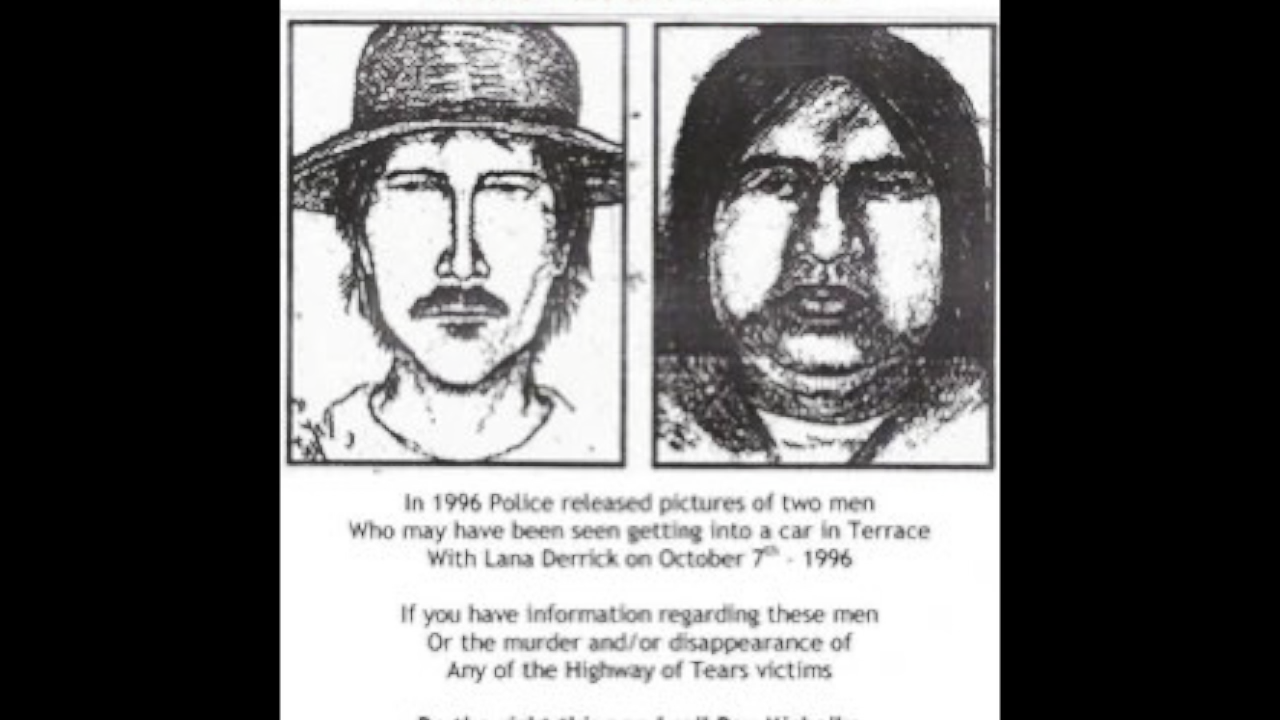 In 1996 Police released pictures of two men
Who may have been seen getting into a car in Terrace
With Lana Derrick on October 7th - 1996
If you have information regarding these men
Or the murder and/or disappearance of
Any of the Highway of Tears victims